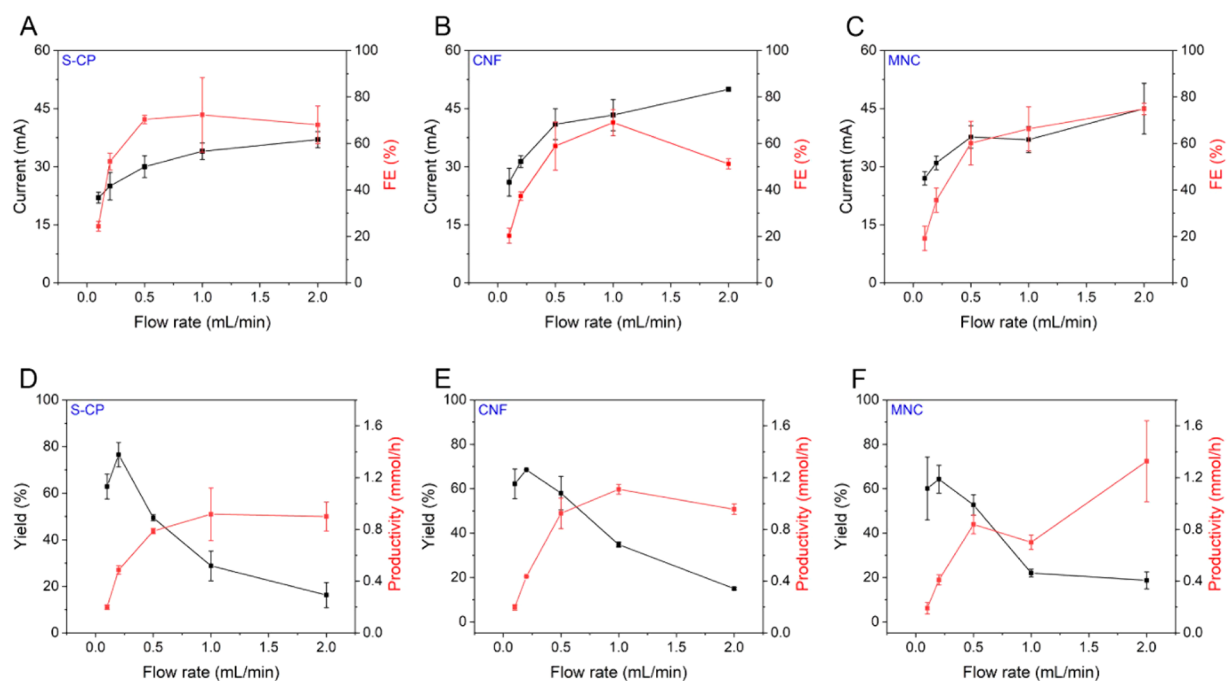 A
S-CP
60
45
30
15
0
Current (mA)
100
80
60
40
20
0
FE (%)
0.0 0.5 1.0 1.5 2.0
Flow rate (mL/min)
B
CNF
60
45
30
15
0
Current (mA)
100
80
60
40
20
0
FE (%)
0.0 0.5 1.0 1.5 2.0
Flow rate (mL/min)
C
MNC
60
45
30
15
0
Current (mA)
100
80
60
40
20
0
FE (%)
0.0 0.5 1.0 1.5 2.0
Flow rate (mL/min)
D
S-CP
100
80
60
40
20
0
Yield (%)
1.6
1.2
0.8
0.4
0.0
Productivity (mmol/h)
0.0 0.5 1.0 1.5 2.0
Flow rate (mL/min)
E
CNF
100
80
60
40
20
0
Yield (%)
1.6
1.2
0.8
0.4
0.0
Productivity (mmol/h)
0.0 0.5 1.0 1.5 2.0
Flow rate (mL/min)
F
MNC
100
80
60
40
20
0
Yield (%)
1.6
1.2
0.8
0.4
0.0
Productivity (mmol/h)
0.0 0.5 1.0 1.5 2.0
Flow rate (mL/min)